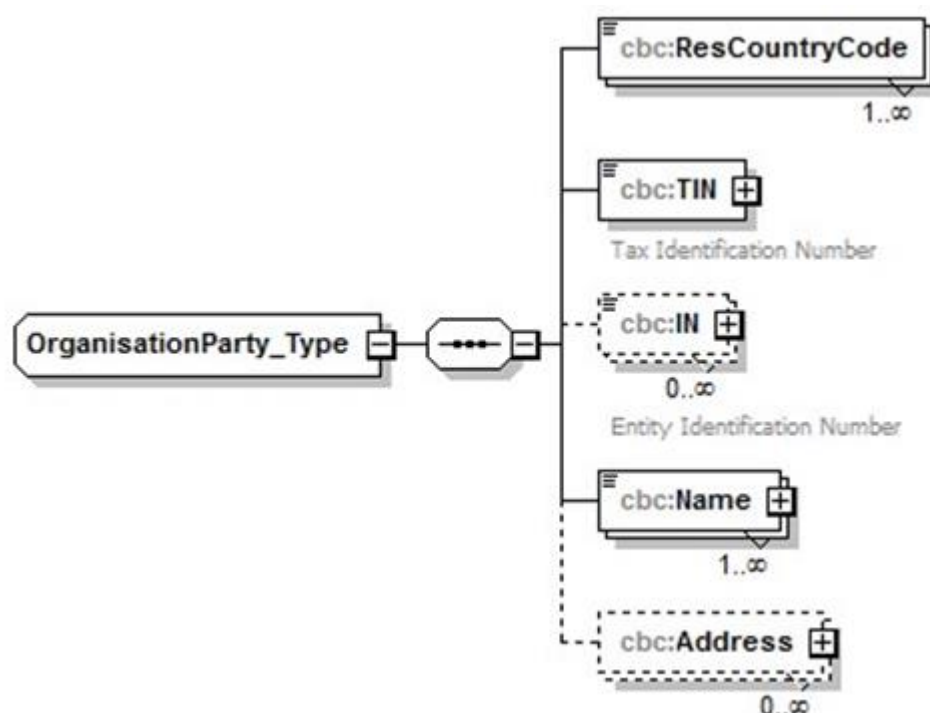 cbc:ResCountryCode
1..∞
cbc:TIN
Tax Identification Number
OrganisationParty_Type
cbc:IN
0..∞
Entity Identification Number
cbc:Name
1..∞
cbc:Address
0..∞